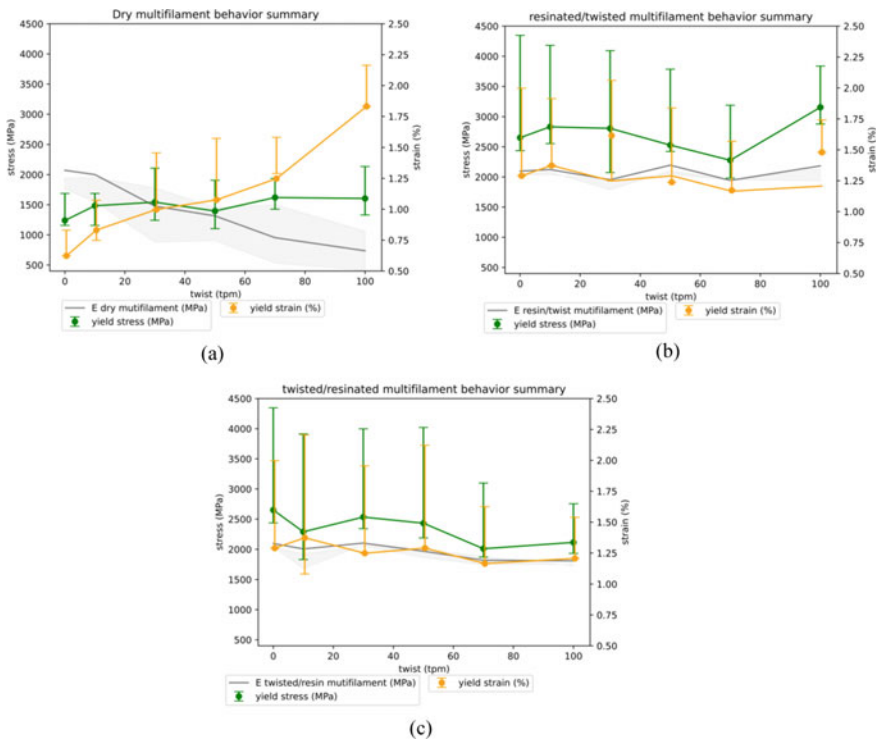 Dry multifilament behavior summary
4500
4000
3500
3000
2500
2000
1500
1000
500
stress (MPa)
2.50
2.25
2.00
1.75
1.50
1.25
1.00
0.75
0.50
strain (%)
0 20 40 60 80 100
twist (tpm)
E dry mutifilament (MPa)
yield stress (MPa)
yield strain (%)
(a)
resinated/twisted multifilament behavior summary
4500
4000
3500
3000
2500
2000
1500
1000
500
stress (MPa)
2.50
2.25
2.00
1.75
1.50
1.25
1.00
0.75
0.50
strain (%)
0 20 40 60 80 100
twist (tpm)
E resin/twist mutifilament (MPa)
yield stress (MPa)
yield strain (%)
(b)
twisted/resinated multifilament behavior summary
4500
4000
3500
3000
2500
2000
1500
1000
500
stress (MPa)
2.50
2.25
2.00
1.75
1.50
1.25
1.00
0.75
0.50
strain (%)
0 20 40 60 80 100
twist (tpm)
E twisted/resin mutifilament (MPa)
yield stress (MPa)
yield strain (%)
(c)